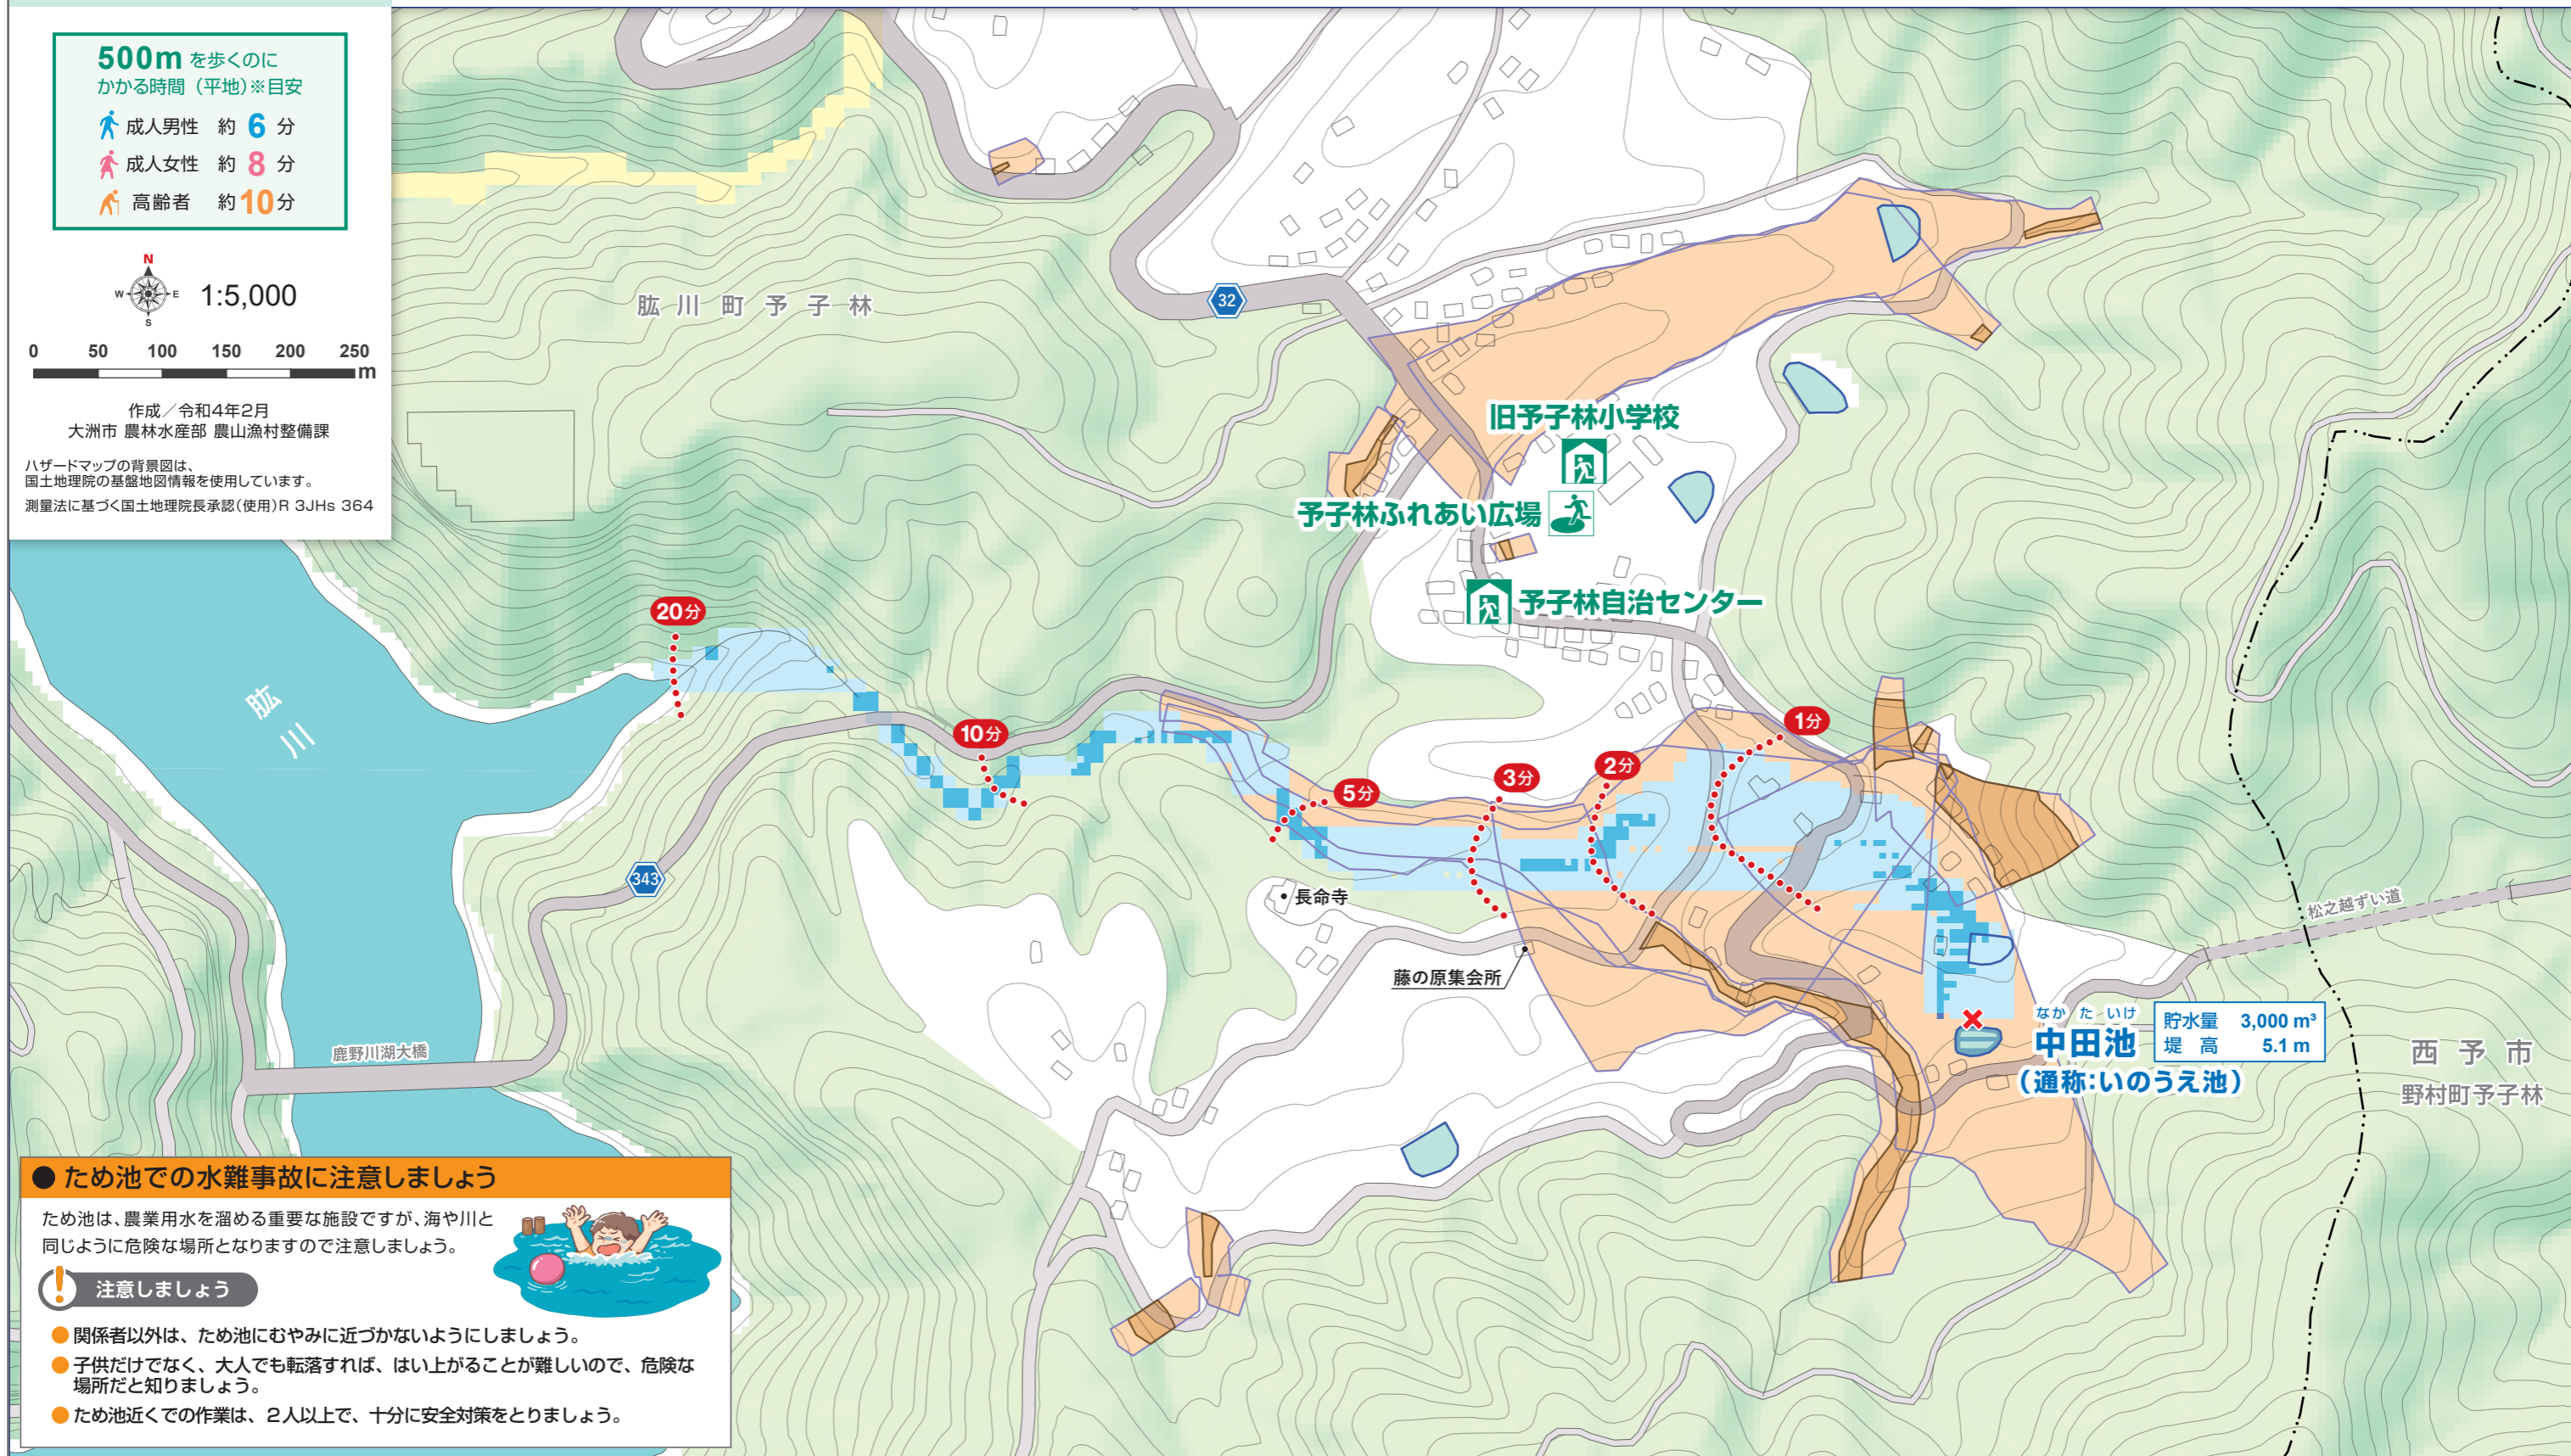 500m を歩くのに
かかる時間（平地）※目安
成人男性 約 6 分
成人女性 約 8 分
高齢者 約 10 分
N
W E
S
1:5,000
0 50 100 150 200 250
m
作成／令和4年2月
大洲市 農林水産部 農山漁村整備課
ハザードマップの背景図は、
国土地理院の基盤地図情報を使用しています。
測量法に基づく国土地理院長承認（使用）R 3JHs 364
肱川町予子林
32
旧予子林小学校
予子林ふれあい広場
予子林自治センター
20分
10分
5分
3分
2分
1分
肱川
343
長命寺
藤の原集会所
松之越ずい道
鹿野川湖大橋
なかたいけ
中田池
（通称：いのうえ池）
貯水量 3,000 m³
堤高 5.1 m
西予市
野村町予子林
●ため池での水難事故に注意しましょう
ため池は、農業用水を溜める重要な施設ですが、海や川と
同じように危険な場所となりますので注意しましょう。
! 注意しましょう
●関係者以外は、ため池にむやみに近づかないようにしましょう。
●子供だけでなく、大人でも転落すれば、はい上がることが難しいので、危険な
場所だと知りましょう。
●ため池近くでの作業は、2人以上で、十分に安全対策をとりましょう。